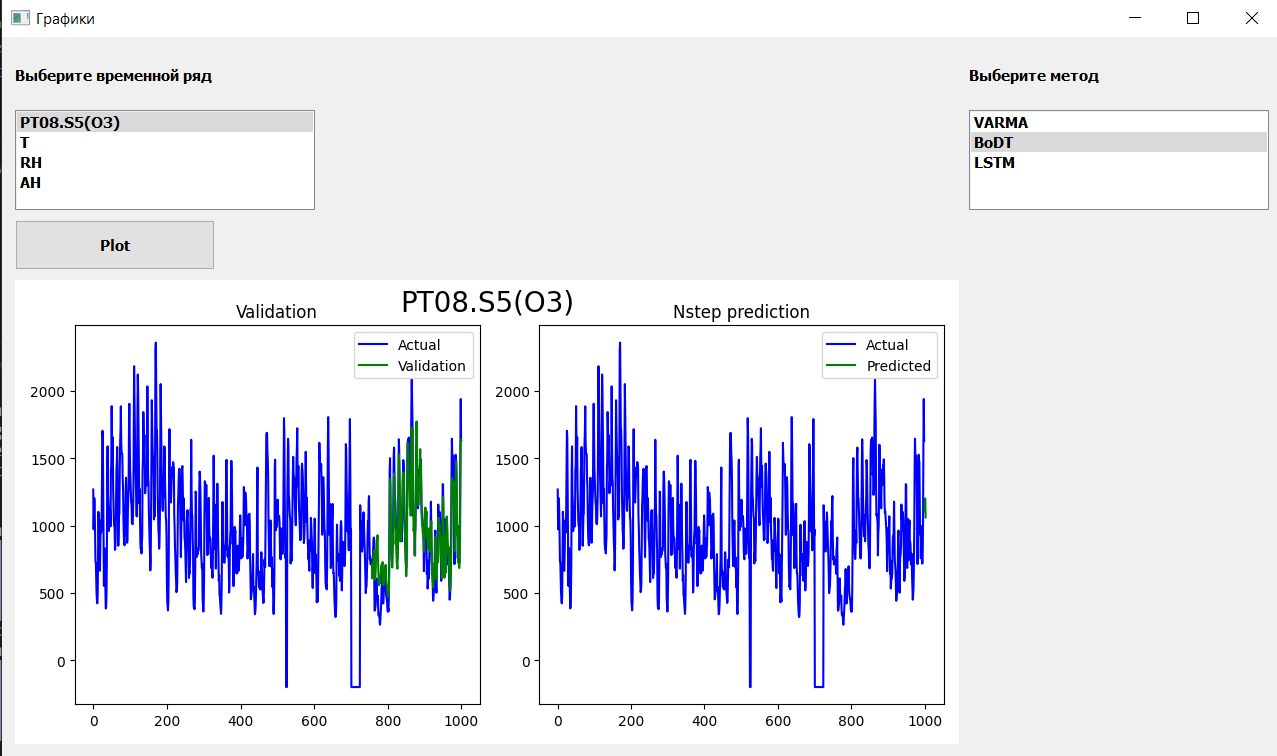 Графики
Выберите временной ряд
Выберите метод
PT08.S5(O3)
T
RH
AH
VARMA
BoDT
LSTM
Plot
PT08.S5(O3)
Validation
Actual
Validation
2000
1500
1000
500
0
0 200 400 600 800 1000
Nstep prediction
Actual
Predicted
2000
1500
1000
500
0
0 200 400 600 800 1000